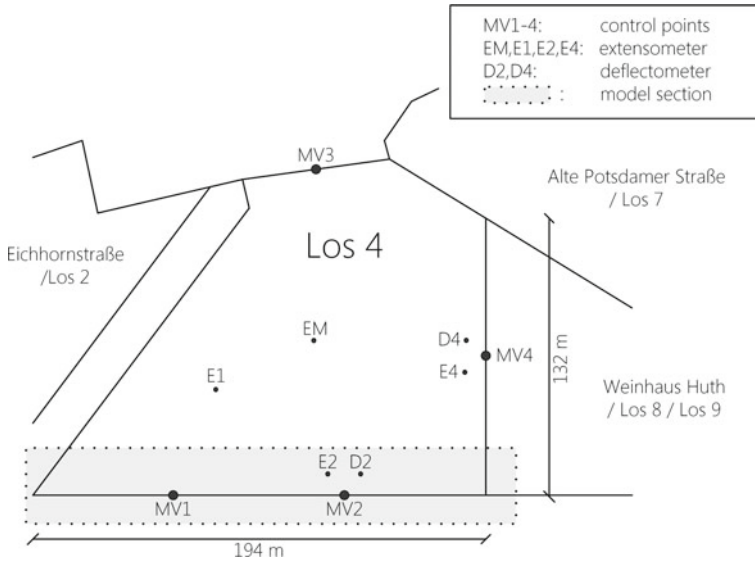 MV1-4: control points
EM,E1,E2,E4: extensometer
D2,D4: deflectometer
: model section
MV3
Alte Potsdamer Straße
/ Los 7
Eichhornstraße
/Los 2
Los 4
EM
D4
MV4
E4
E1
132 m
Weinhaus Huth
/ Los 8 / Los 9
E2 D2
MV1 MV2
194 m